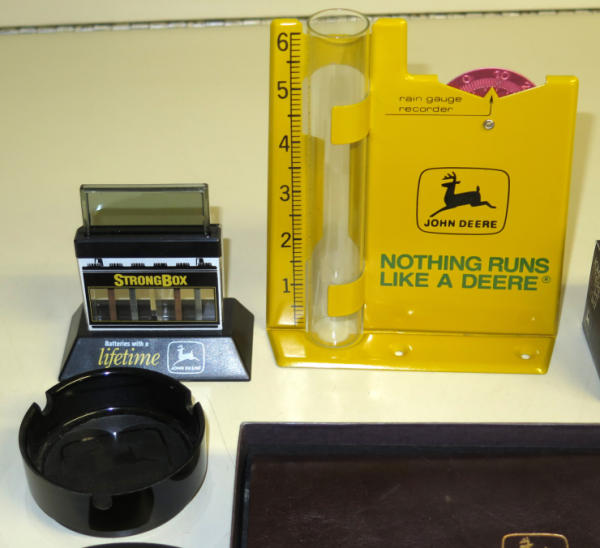 6
5
4
3
2
1
10
rain gauge
recorder
JOHN DEERE
NOTHING RUNS
LIKE A DEERE®
STRONGBOX
Batteries with a
lifetime
JOHN DEERE